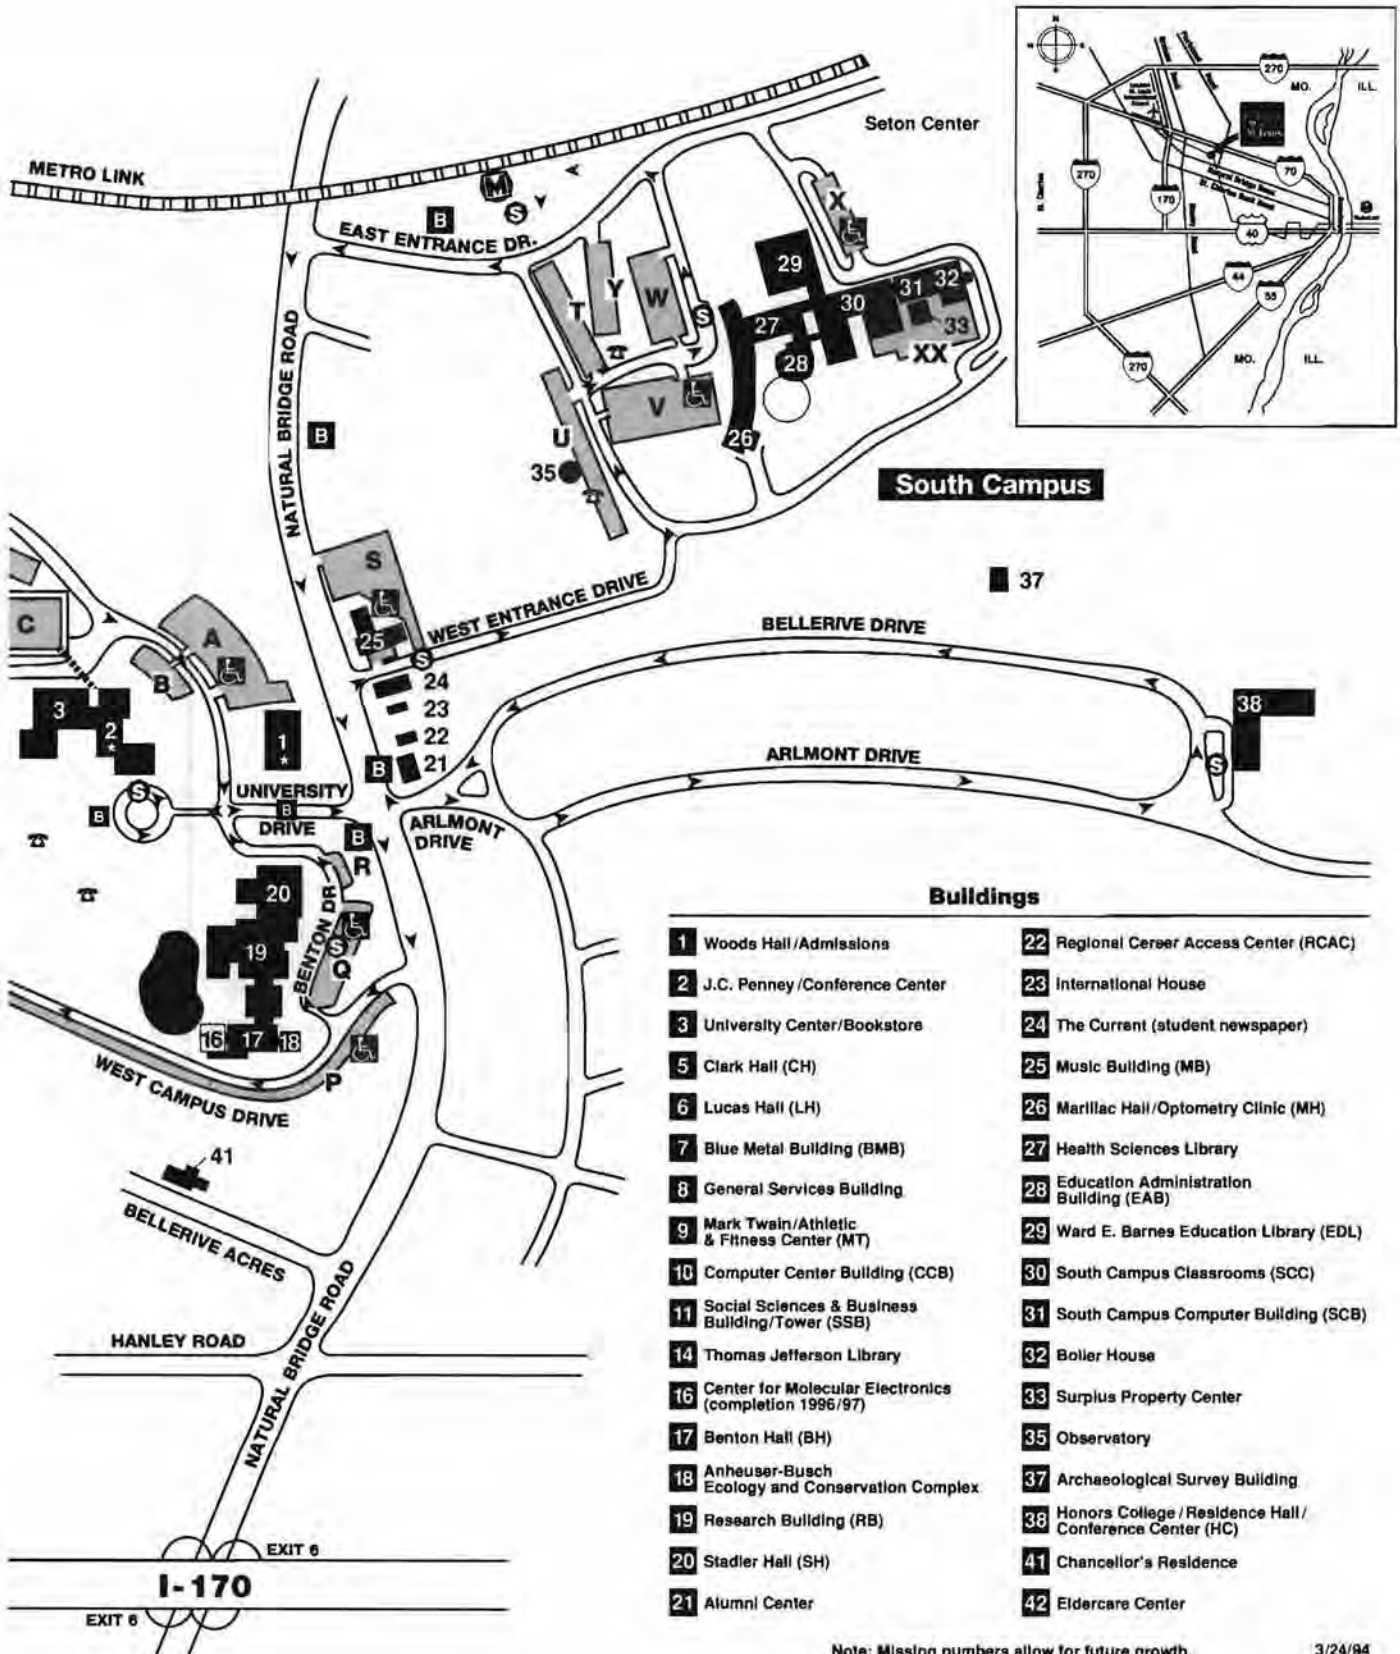 N
270
MO.
ILL.
270
170
70
Natural Bridge Road
St. Charles Rock Road
40
44
55
270
MO.
ILL.
Seton Center
METRO LINK
M
S
B
EAST ENTRANCE DR.
X
T
Y
W
S
29
30
31
32
27
33
28
XX
V
U
26
35
NATURAL BRIDGE ROAD
B
South Campus
37
S
25
WEST ENTRANCE DRIVE
S
BELLERIVE DRIVE
C
A
B
3
2
*
1
*
24
23
22
21
B
38
S
ARLMONT DRIVE
S
B
UNIVERSITY
B
DRIVE
B
ARLMONT
DRIVE
R
20
BENTON DR
S
Q
19
16
17
18
P
WEST CAMPUS DRIVE
41
BELLERIVE ACRES
HANLEY ROAD
NATURAL BRIDGE ROAD
EXIT 6
I-170
EXIT 6
Buildings
1 Woods Hall/Admissions
2 J.C. Penney/Conference Center
3 University Center/Bookstore
5 Clark Hall (CH)
6 Lucas Hall (LH)
7 Blue Metal Building (BMB)
8 General Services Building
9 Mark Twain/Athletic
& Fitness Center (MT)
10 Computer Center Building (CCB)
11 Social Sciences & Business
Building/Tower (SSB)
14 Thomas Jefferson Library
16 Center for Molecular Electronics
(completion 1996/97)
17 Benton Hall (BH)
18 Anheuser-Busch
Ecology and Conservation Complex
19 Research Building (RB)
20 Stadler Hall (SH)
21 Alumni Center
22 Regional Career Access Center (RCAC)
23 International House
24 The Current (student newspaper)
25 Music Building (MB)
26 Marillac Hall/Optometry Clinic (MH)
27 Health Sciences Library
28 Education Administration
Building (EAB)
29 Ward E. Barnes Education Library (EDL)
30 South Campus Classrooms (SCC)
31 South Campus Computer Building (SCB)
32 Boiler House
33 Surplus Property Center
35 Observatory
37 Archaeological Survey Building
38 Honors College/Residence Hall/
Conference Center (HC)
41 Chancellor's Residence
42 Eldercare Center
Note: Missing numbers allow for future growth.
3/24/94